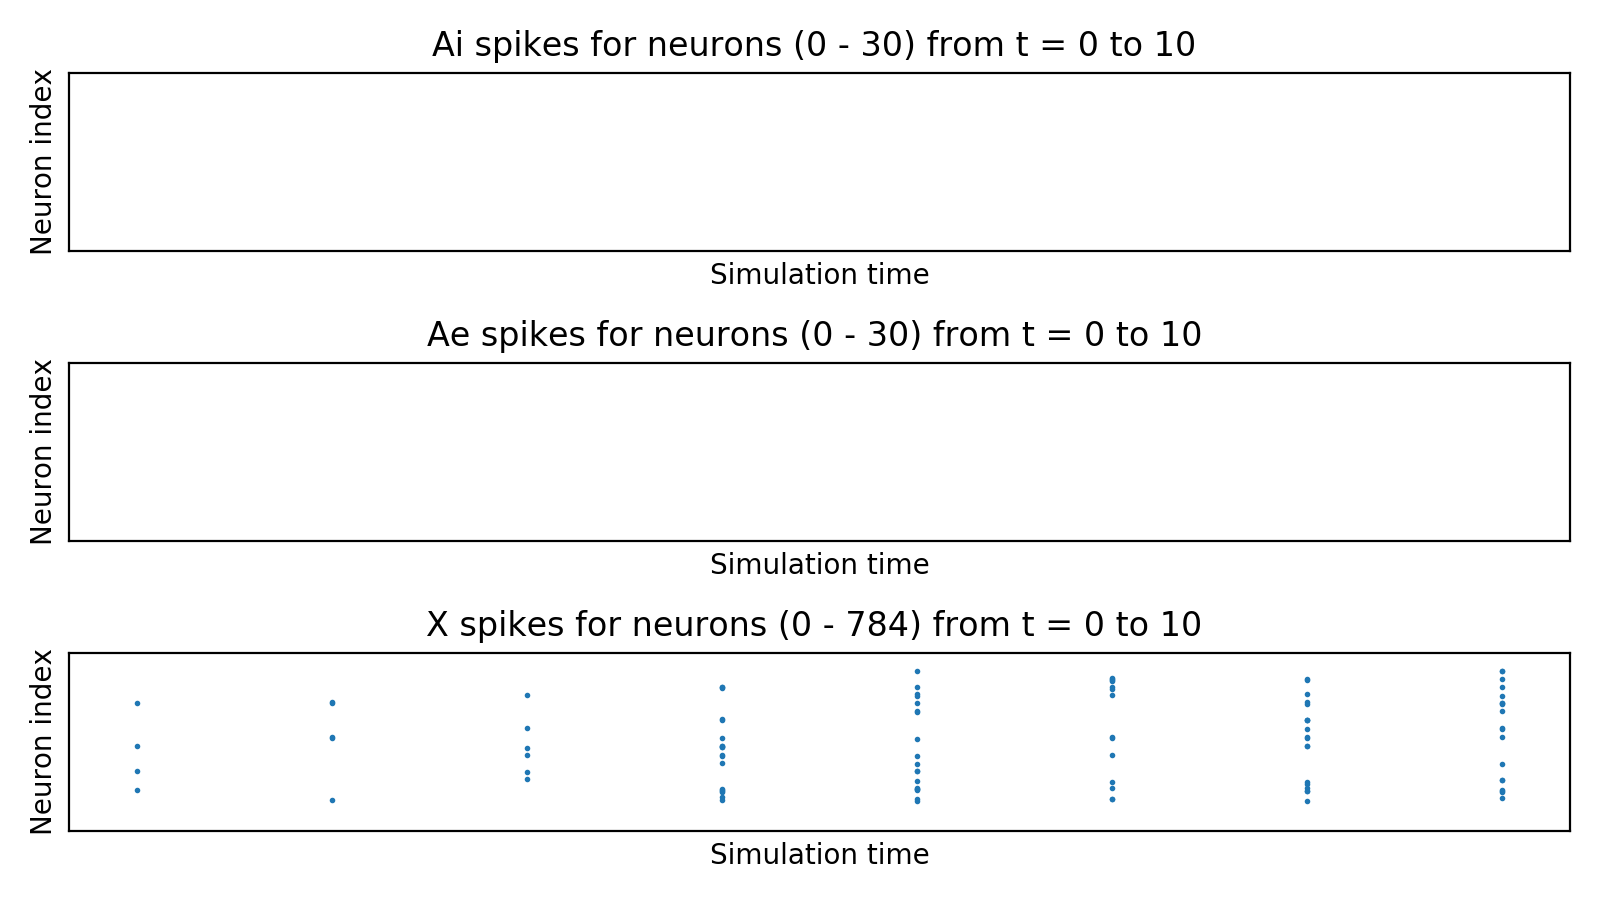 Ai spikes for neurons (0 - 30) from t = 0 to 10
Neuron index
Simulation time
Ae spikes for neurons (0 - 30) from t = 0 to 10
Neuron index
Simulation time
X spikes for neurons (0 - 784) from t = 0 to 10
Neuron index
Simulation time